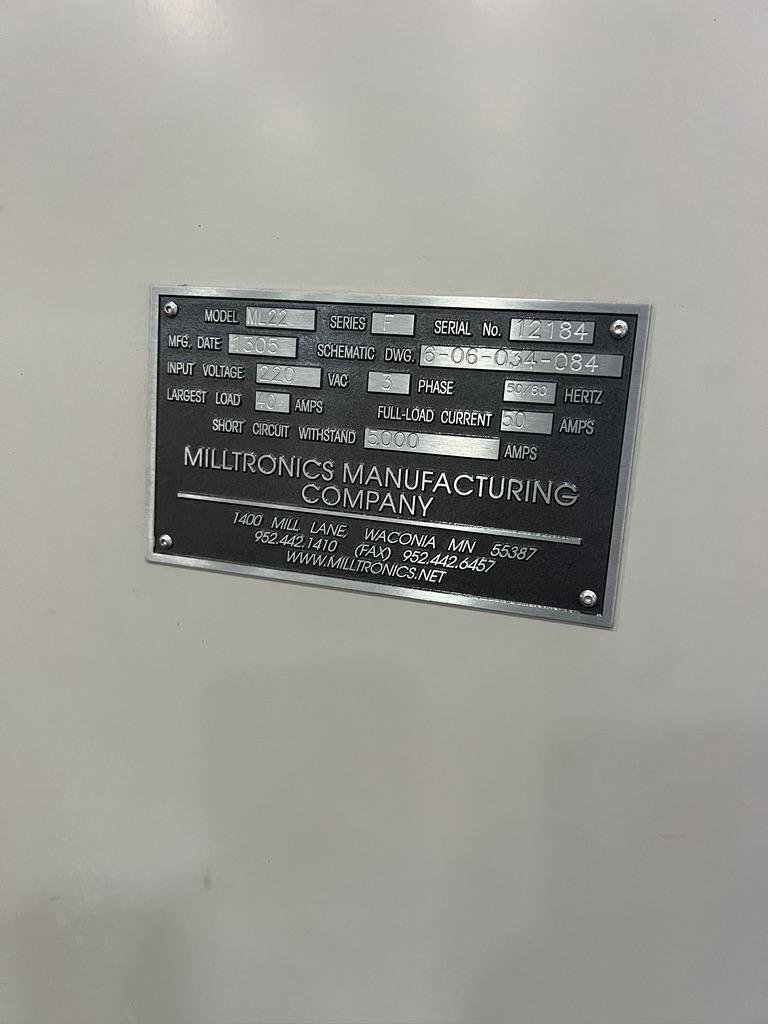 MODEL ML22 SERIES F SERIAL No. 12184
MFG. DATE 1305 SCHEMATIC DWG. 6-06-034-084
INPUT VOLTAGE 220 VAC 3 PHASE 50/60 HERTZ
LARGEST LOAD 40 AMPS FULL-LOAD CURRENT 50 AMPS
SHORT CIRCUIT WITHSTAND 5000 AMPS
MILLTRONICS MANUFACTURING
COMPANY
1400 MILL LANE, WACONIA MN 55387
952.442.1410 (FAX) 952.442.6457
WWW.MILLTRONICS.NET